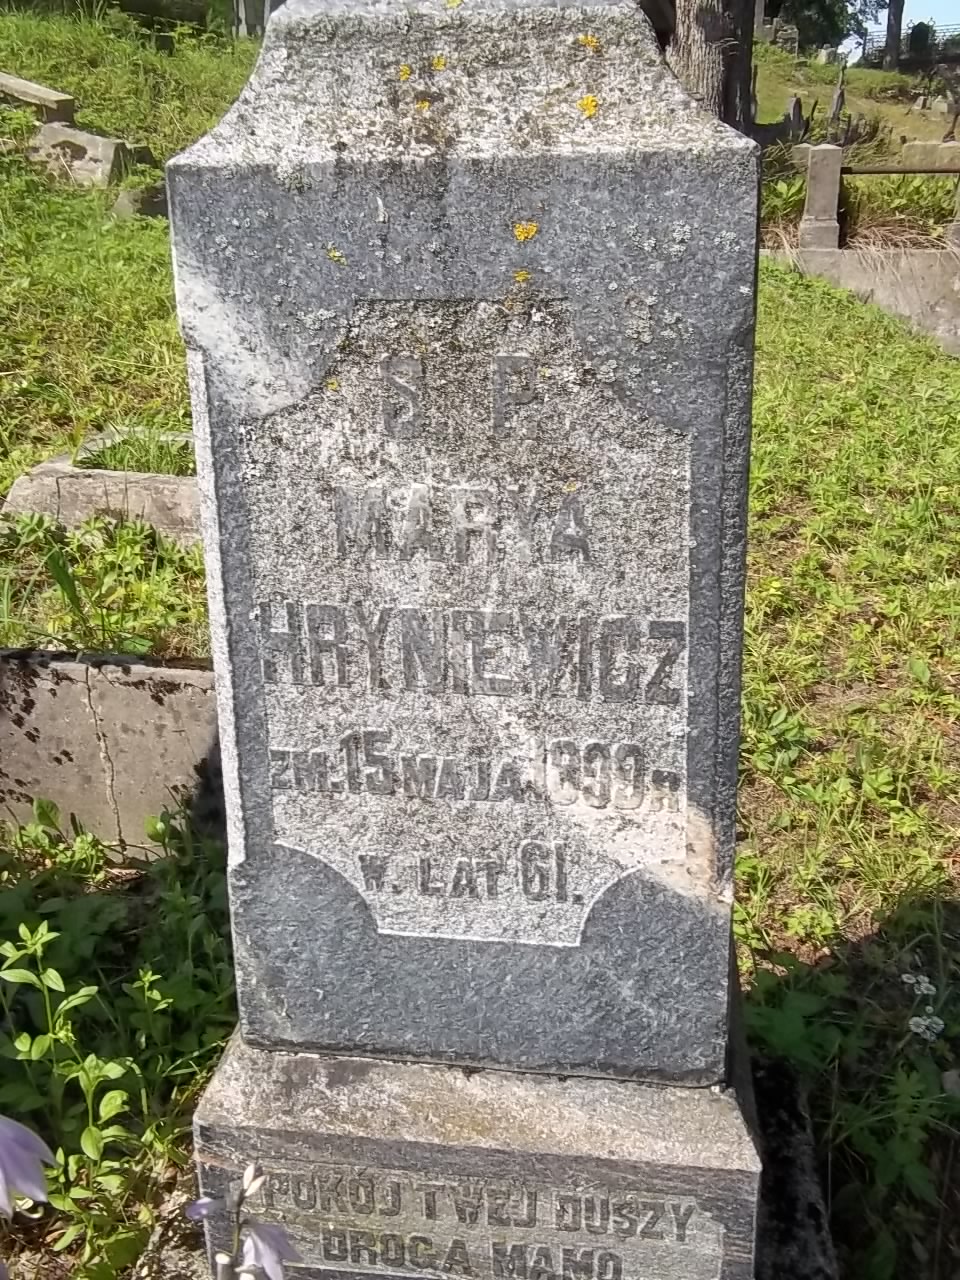 S. P.
MARYA
HRYNIEWICZ
ZM. 15 MAJA 1899 R
W. LAT 61.
POKÓJ TWEJ DUSZY
DROGA MAMO